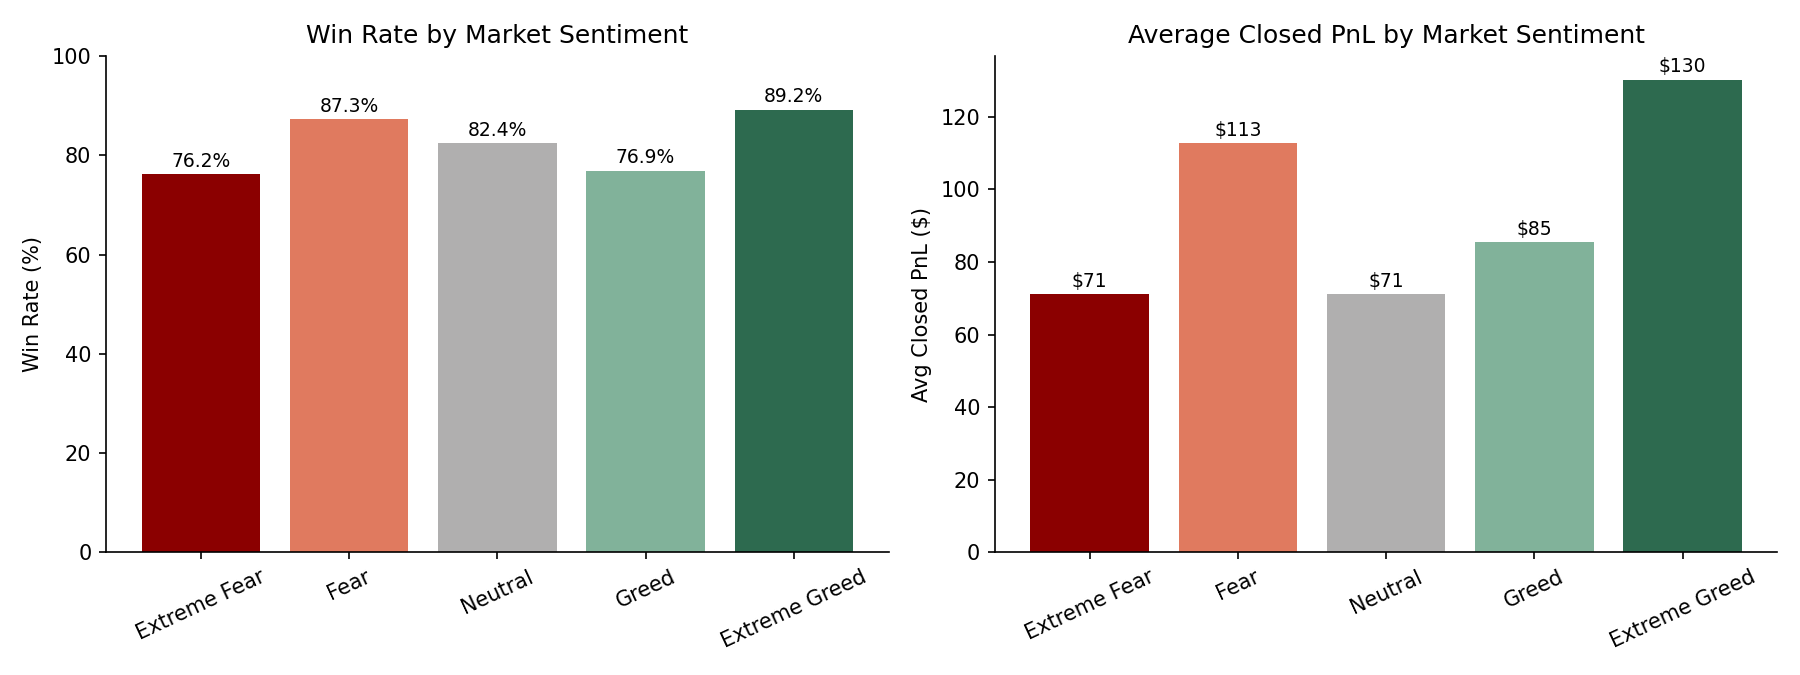 Win Rate by Market Sentiment
Win Rate (%)
100
80
60
40
20
0
76.2%
87.3%
82.4%
76.9%
89.2%
Extreme Fear
Fear
Neutral
Greed
Extreme Greed
Average Closed PnL by Market Sentiment
Avg Closed PnL ($)
120
100
80
60
40
20
0
$71
$113
$71
$85
$130
Extreme Fear
Fear
Neutral
Greed
Extreme Greed